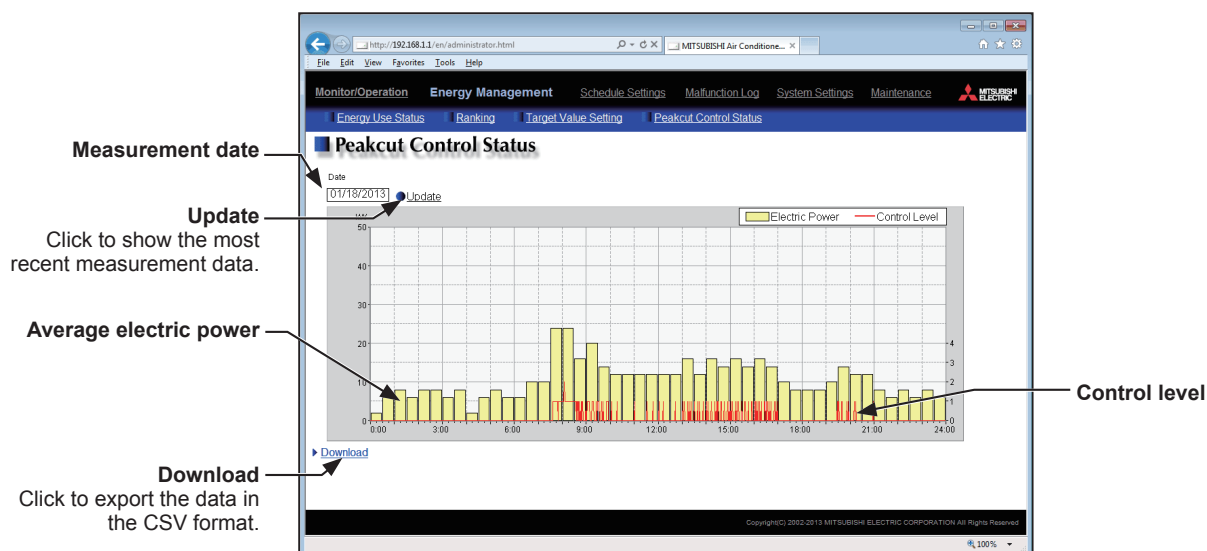 http://192.168.1.1/en/administrator.html
MITSUBISHI Air Conditione...
File Edit View Favorites Tools Help
Monitor/Operation Energy Management Schedule Settings Malfunction Log System Settings Maintenance MITSUBISHI ELECTRIC
Energy Use Status Ranking Target Value Setting Peakcut Control Status
Peakcut Control Status
Measurement date
Date
01/18/2013 Update
Update
Click to show the most
recent measurement data.
Electric Power Control Level
50
40
30
20
10
0
4
3
2
1
0
0:00 3:00 6:00 9:00 12:00 15:00 18:00 21:00 24:00
Average electric power
Control level
Download
Download
Click to export the data in
the CSV format.
Copyright(C) 2002-2013 MITSUBISHI ELECTRIC CORPORATION All Rights Reserved
100%